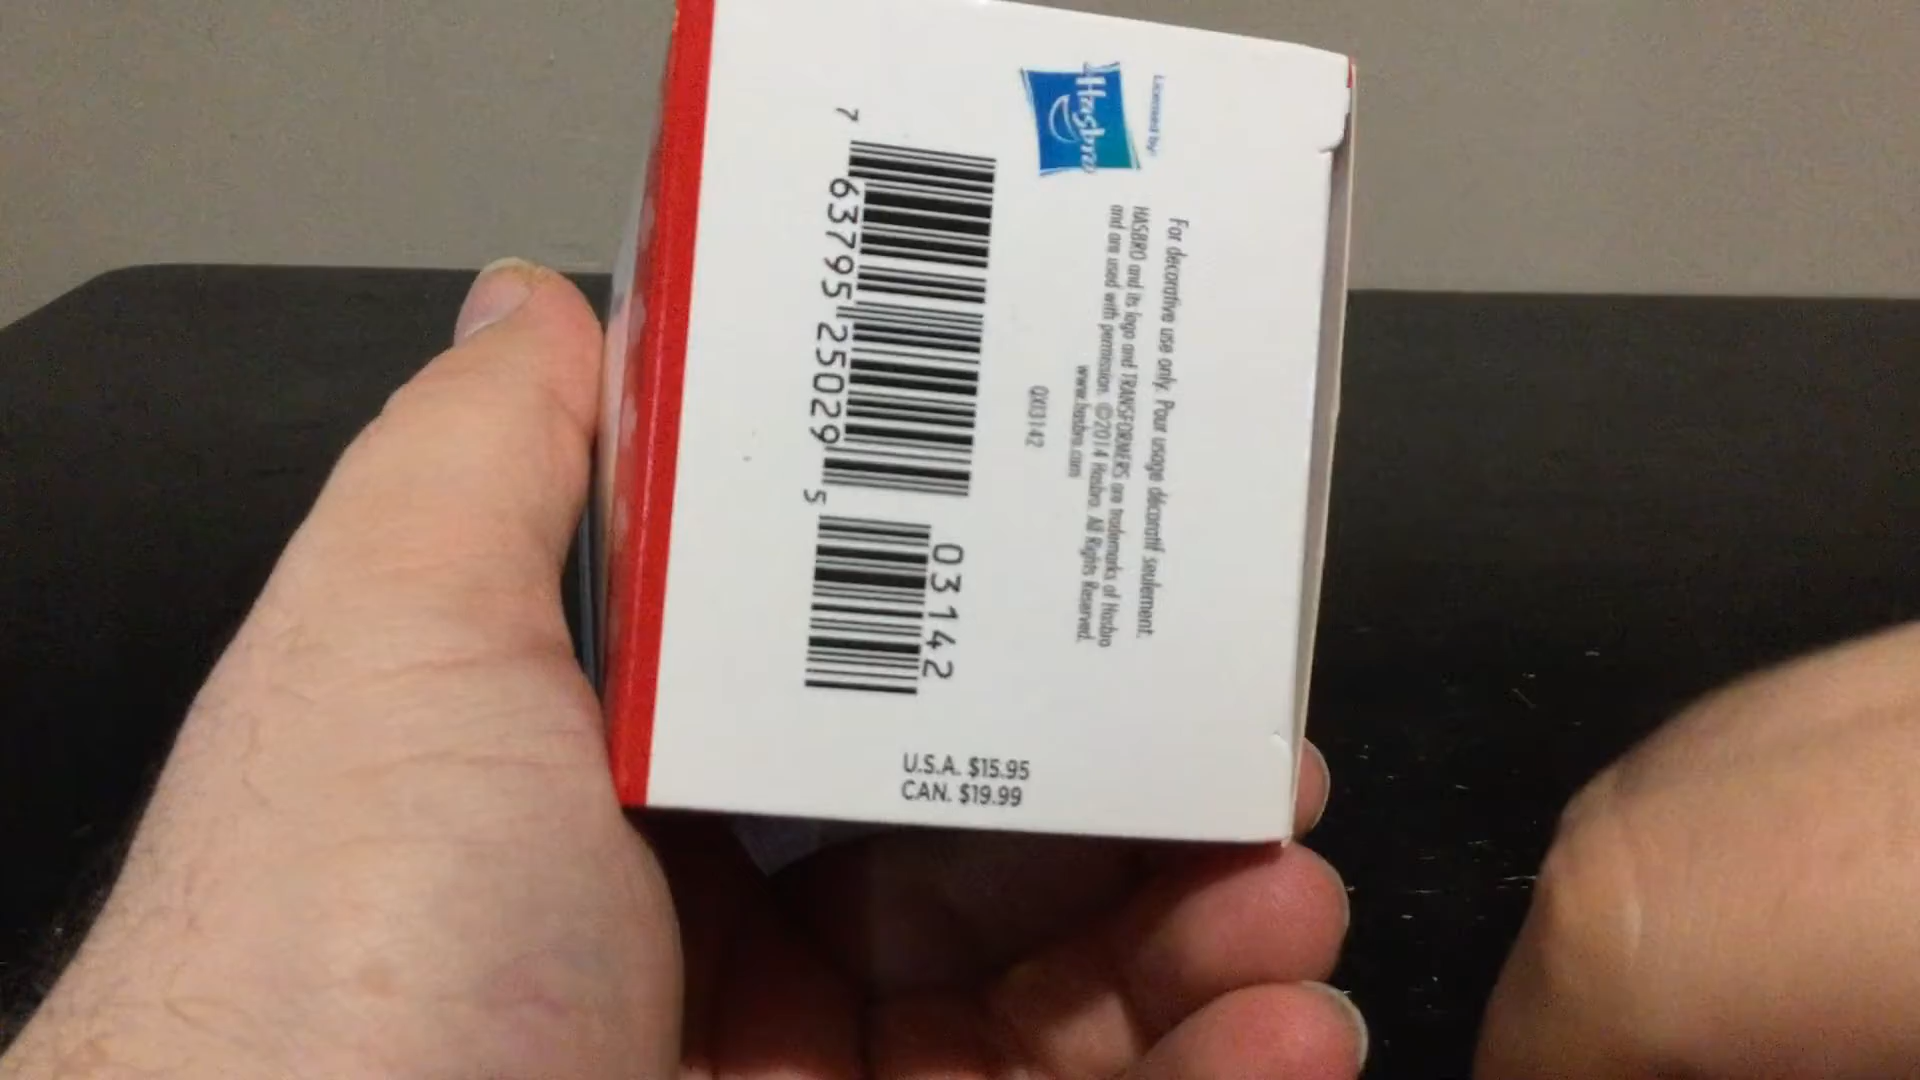 Licensed by:
Hasbro
For decorative use only. Pour usage décoratif seulement.
HASBRO and its logo and TRANSFORMERS are trademarks of Hasbro
and are used with permission. ©2014 Hasbro. All Rights Reserved.
www.hasbro.com
QXI3142
7 63795 25029 5
03142
U.S.A. $15.95
CAN. $19.99